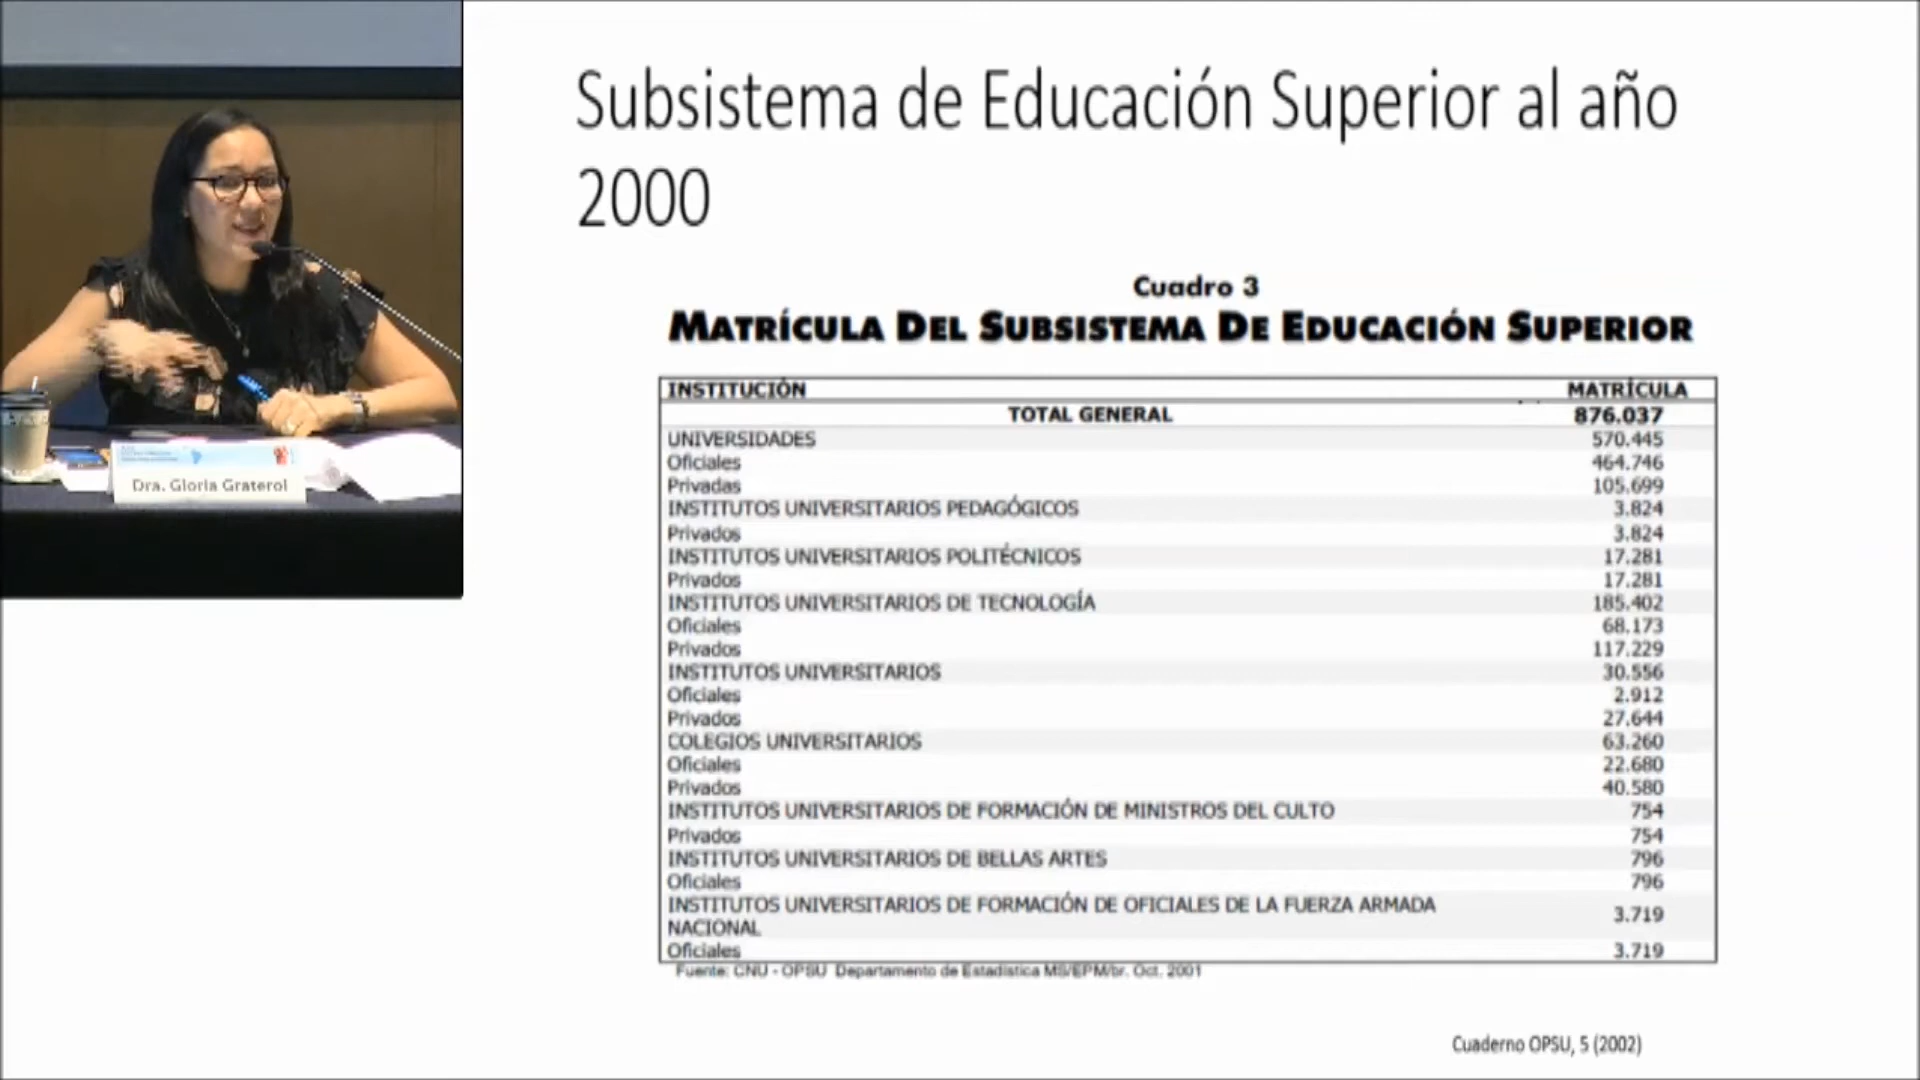 Subsistema de Educación Superior al año
2000
Cuadro 3
MATRÍCULA DEL SUBSISTEMA DE EDUCACIÓN SUPERIOR
INSTITUCIÓN MATRÍCULA
TOTAL GENERAL 876.037
UNIVERSIDADES 570.445
Oficiales 464.746
Privadas 105.699
INSTITUTOS UNIVERSITARIOS PEDAGÓGICOS 3.824
Privados 3.824
INSTITUTOS UNIVERSITARIOS POLITÉCNICOS 17.281
Privados 17.281
INSTITUTOS UNIVERSITARIOS DE TECNOLOGÍA 185.402
Oficiales 68.173
Privados 117.229
INSTITUTOS UNIVERSITARIOS 30.556
Oficiales 2.912
Privados 27.644
COLEGIOS UNIVERSITARIOS 63.260
Oficiales 22.680
Privados 40.580
INSTITUTOS UNIVERSITARIOS DE FORMACIÓN DE MINISTROS DEL CULTO 754
Privados 754
INSTITUTOS UNIVERSITARIOS DE BELLAS ARTES 796
Oficiales 796
INSTITUTOS UNIVERSITARIOS DE FORMACIÓN DE OFICIALES DE LA FUERZA ARMADA
NACIONAL 3.719
Oficiales 3.719
Fuente: CNU - OPSU Departamento de Estadística MS/EPM/br. Oct. 2001
Cuaderno OPSU, 5 (2002)
Dra. Gloria Graterol